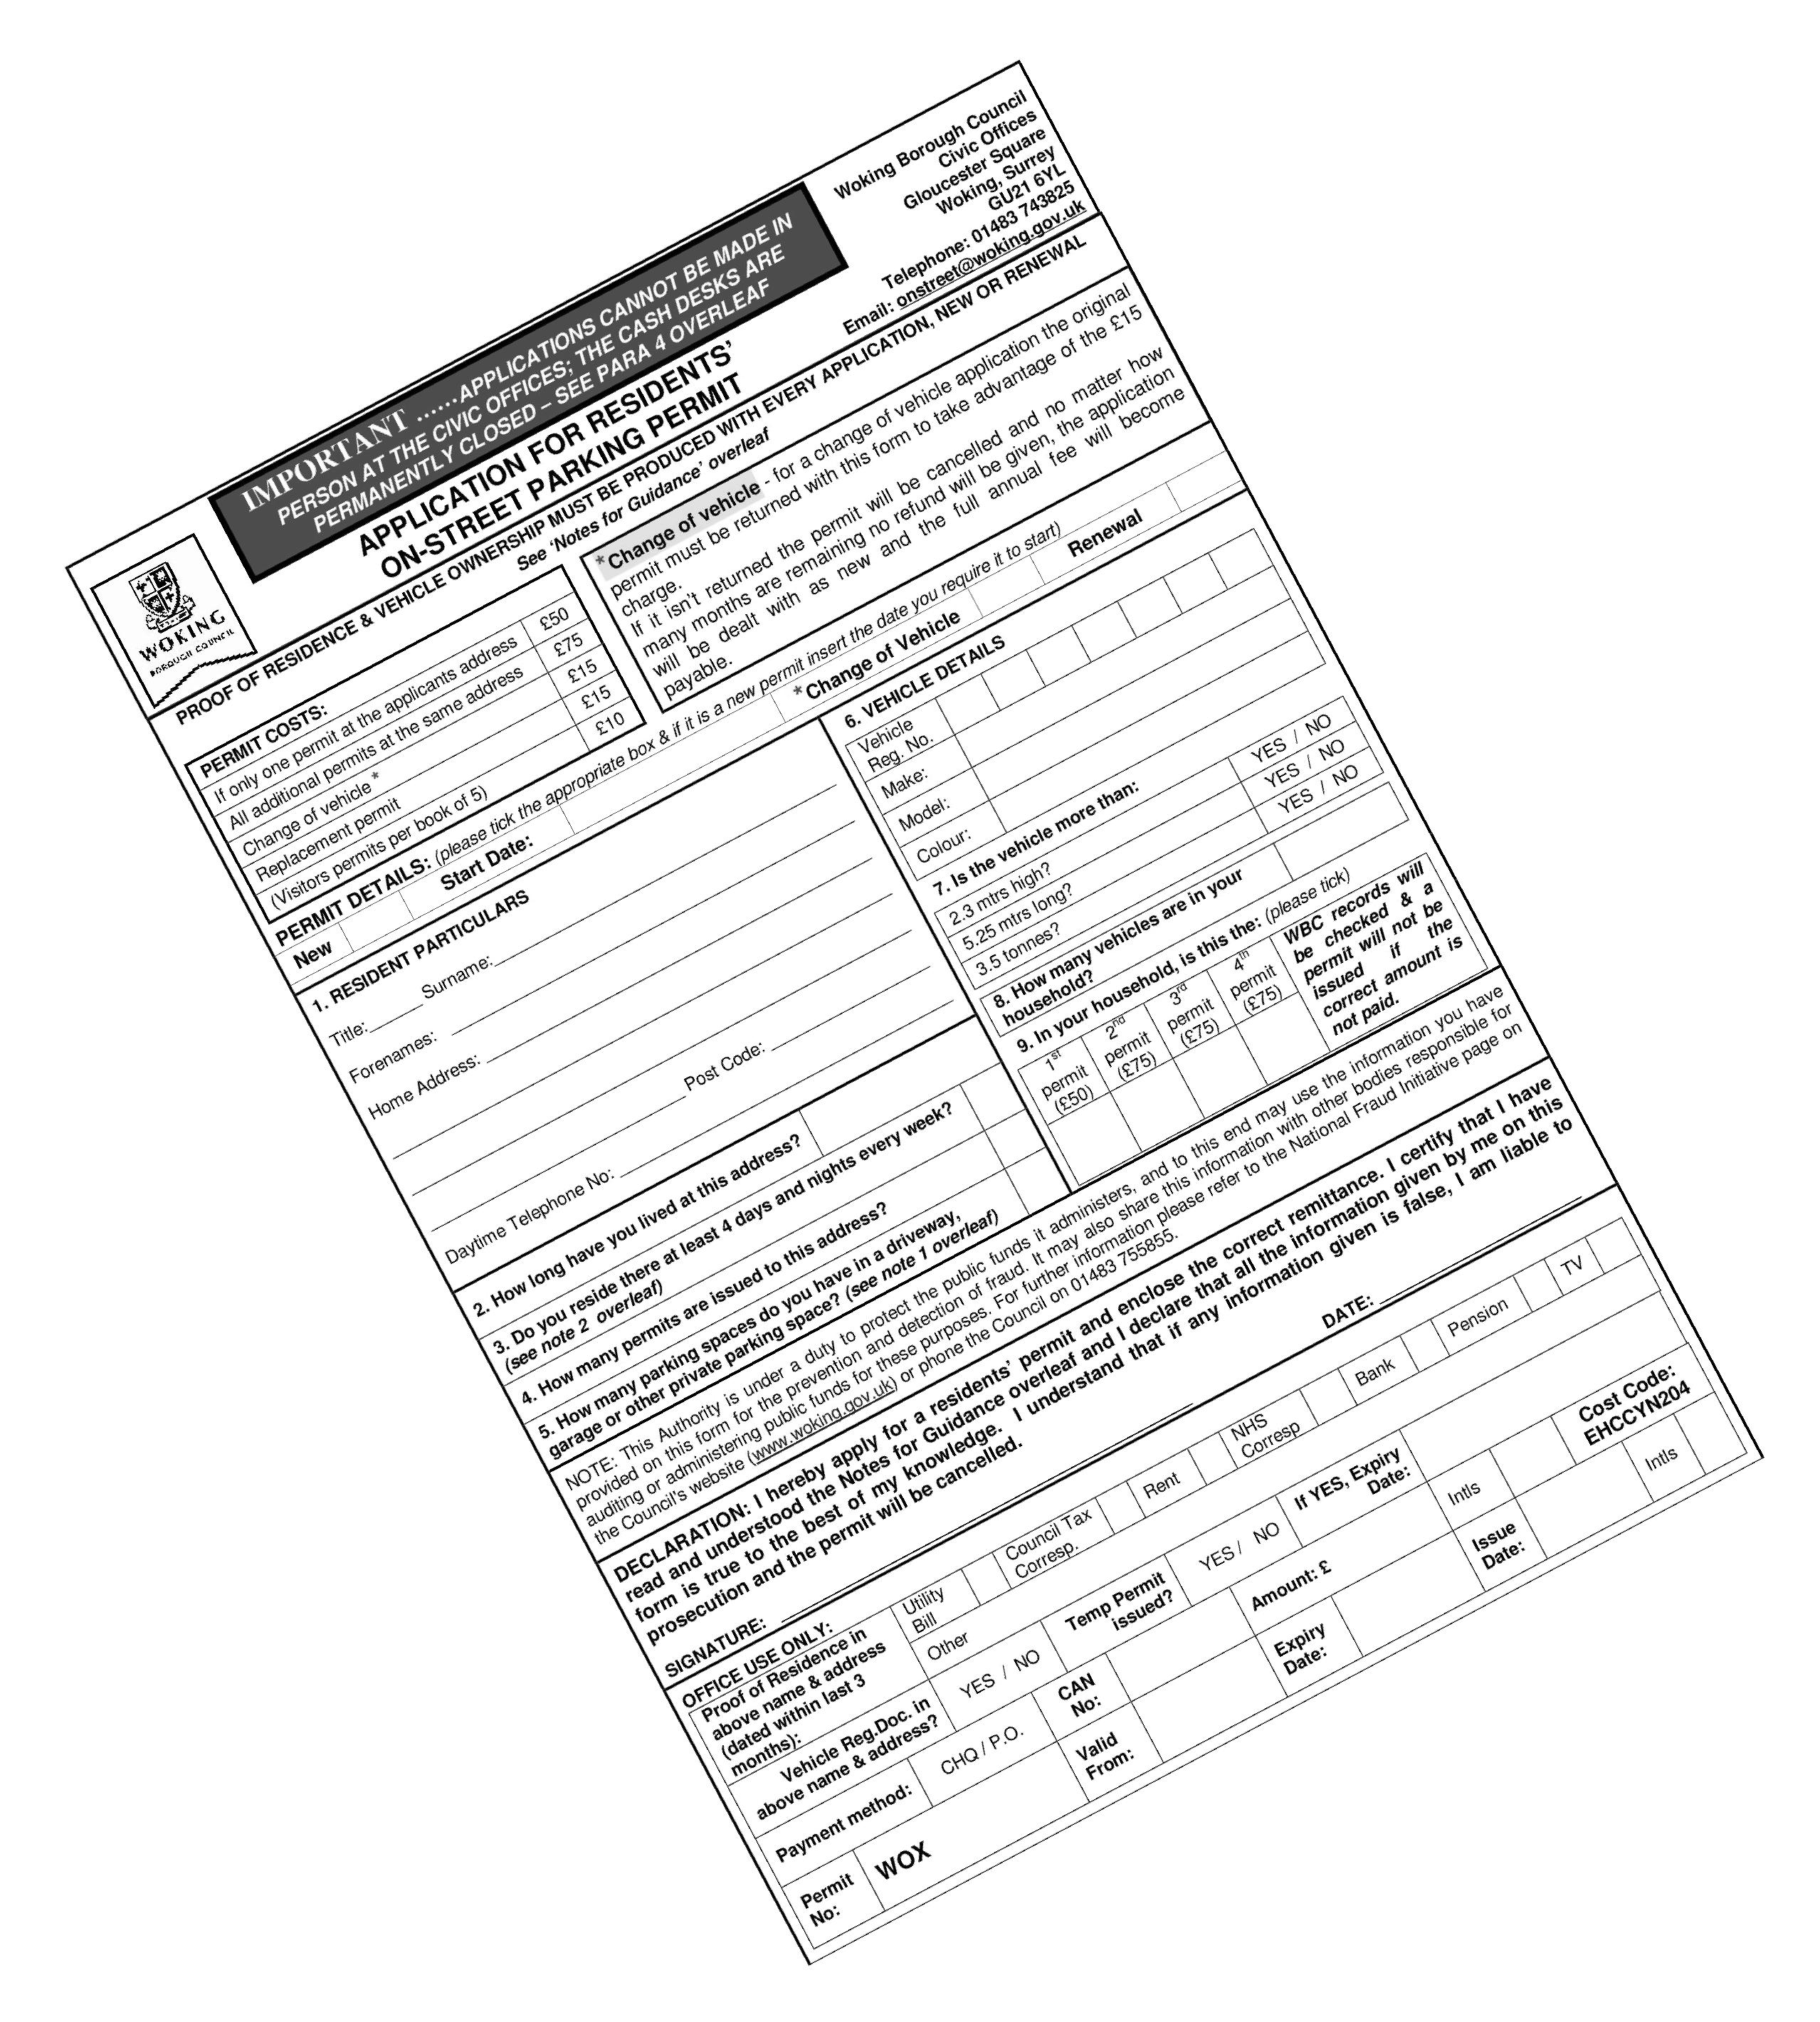 WOKING
BOROUGH COUNCIL
IMPORTANT ......APPLICATIONS CANNOT BE MADE IN
PERSON AT THE CIVIC OFFICES; THE CASH DESKS ARE
PERMANENTLY CLOSED – SEE PARA 4 OVERLEAF
APPLICATION FOR RESIDENTS’
ON-STREET PARKING PERMIT
Woking Borough Council
Civic Offices
Gloucester Square
Woking, Surrey
GU21 6YL
Telephone: 01483 743825
Email: onstreet@woking.gov.uk
PROOF OF RESIDENCE & VEHICLE OWNERSHIP MUST BE PRODUCED WITH EVERY APPLICATION, NEW OR RENEWAL
See ‘Notes for Guidance’ overleaf
PERMIT COSTS:
If only one permit at the applicants address £50
All additional permits at the same address £75
Change of vehicle * £15
Replacement permit £15
(Visitors permits per book of 5) £10
*Change of vehicle - for a change of vehicle application the original
permit must be returned with this form to take advantage of the £15
charge.
If it isn’t returned the permit will be cancelled and no matter how
many months are remaining no refund will be given, the application
will be dealt with as new and the full annual fee will become
payable.
PERMIT DETAILS: (please tick the appropriate box & if it is a new permit insert the date you require it to start)
New Start Date: *Change of Vehicle Renewal
1. RESIDENT PARTICULARS
Title: Surname:
Forenames:
Home Address:
Post Code:
Daytime Telephone No:
2. How long have you lived at this address?
3. Do you reside there at least 4 days and nights every week?
(see note 2 overleaf)
4. How many permits are issued to this address?
5. How many parking spaces do you have in a driveway,
garage or other private parking space? (see note 1 overleaf)
6. VEHICLE DETAILS
Vehicle
Reg. No.
Make:
Model:
Colour:
7. Is the vehicle more than:
2.3 mtrs high? YES / NO
5.25 mtrs long? YES / NO
3.5 tonnes? YES / NO
8. How many vehicles are in your
household?
9. In your household, is this the: (please tick)
1st
permit
(£50)
2nd
permit
(£75)
3rd
permit
(£75)
4th
permit
(£75)
WBC records will
be checked & a
permit will not be
issued if the
correct amount is
not paid.
NOTE: This Authority is under a duty to protect the public funds it administers, and to this end may use the information you have
provided on this form for the prevention and detection of fraud. It may also share this information with other bodies responsible for
auditing or administering public funds for these purposes. For further information please refer to the National Fraud Initiative page on
the Council's website (www.woking.gov.uk) or phone the Council on 01483 755855.
DECLARATION: I hereby apply for a residents’ permit and enclose the correct remittance. I certify that I have
read and understood the Notes for Guidance overleaf and I declare that all the information given by me on this
form is true to the best of my knowledge. I understand that if any information given is false, I am liable to
prosecution and the permit will be cancelled.
SIGNATURE: DATE:
OFFICE USE ONLY:
Proof of Residence in
above name & address
(dated within last 3
months):
Utility
Bill
Council Tax
Corresp.
Rent
NHS
Corresp
Bank
Pension
TV
Other
Vehicle Reg.Doc. in
above name & address?
YES / NO
Temp Permit
issued?
YES / NO
If YES, Expiry
Date:
Payment method:
CHQ / P.O.
CAN
No:
Amount: £
Intls
Cost Code:
EHCCYN204
Permit
No:
WOX
Valid
From:
Expiry
Date:
Issue
Date:
Intls